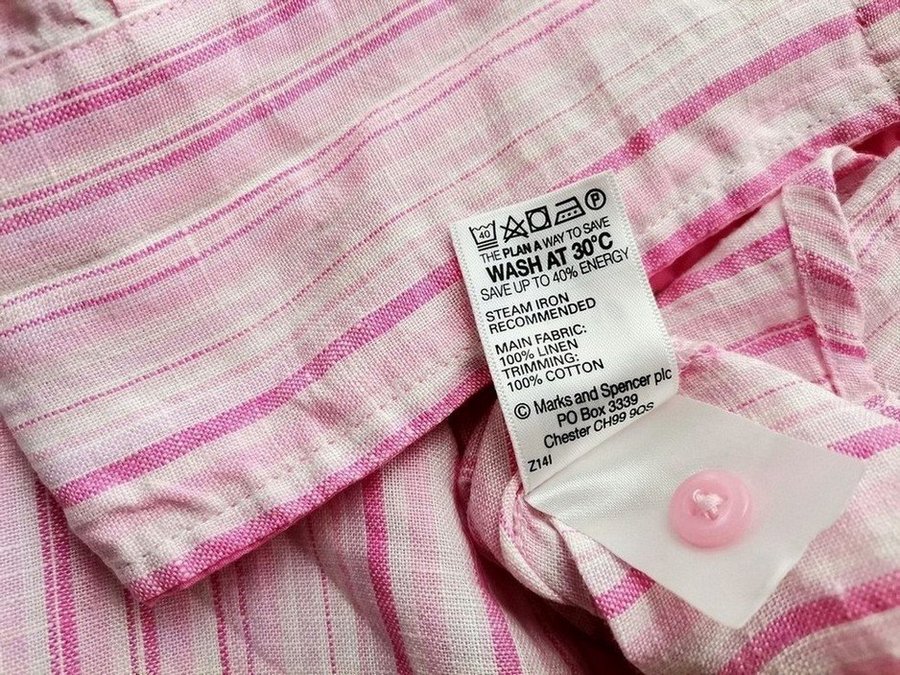 40 P
THE PLAN A WAY TO SAVE
WASH AT 30°C
SAVE UP TO 40% ENERGY
STEAM IRON
RECOMMENDED
MAIN FABRIC:
100% LINEN
TRIMMING:
100% COTTON
© Marks and Spencer plc
PO Box 3339
Chester CH99 9QS
Z14I